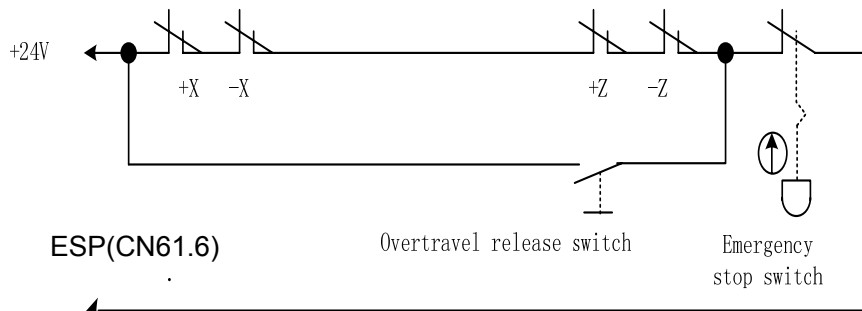 +24V
+X -X +Z -Z
ESP(CN61.6)
Overtravel release switch
Emergency
stop switch